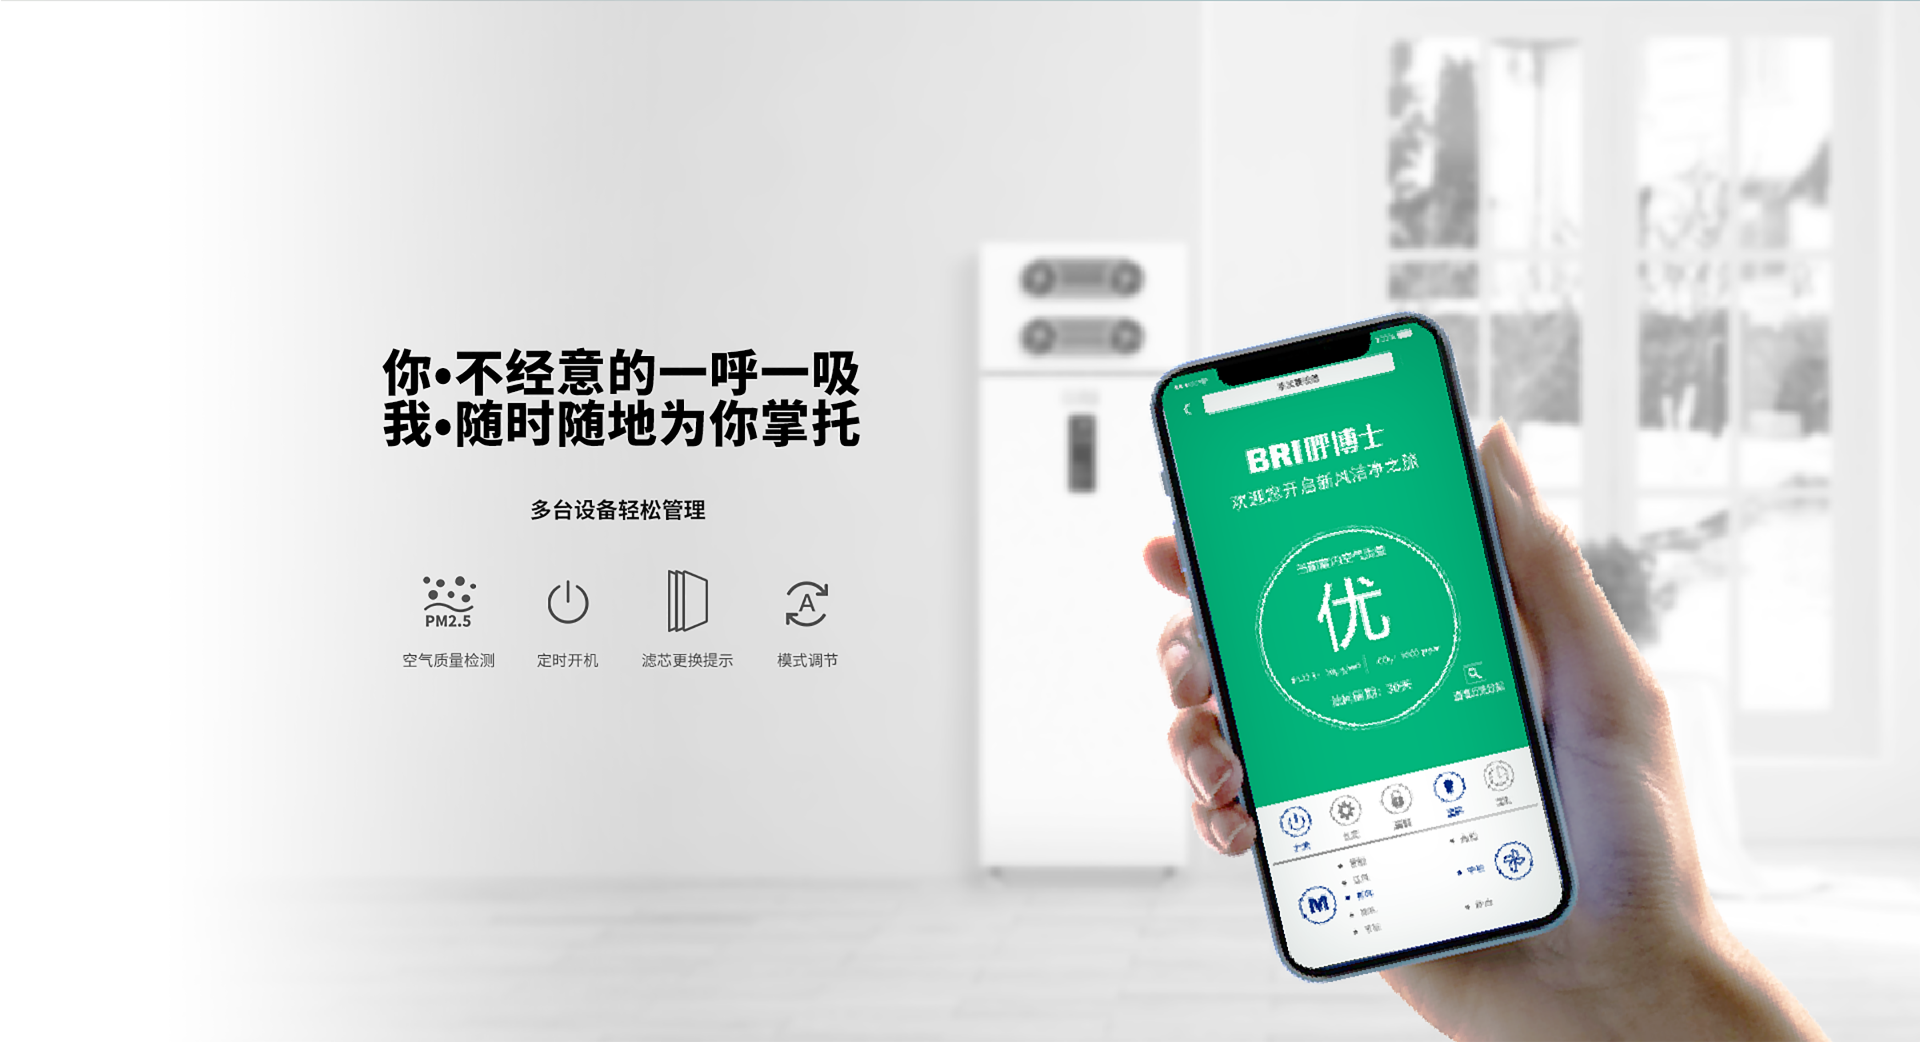 你•不经意的一呼一吸
我•随时随地为你掌托
多台设备轻松管理
PM2.5
A
空气质量检测
定时开机
滤芯更换提示
模式调节
BRI呼博士
欢迎您开启新风洁净之旅
当前室内空气质量
优
30天
M